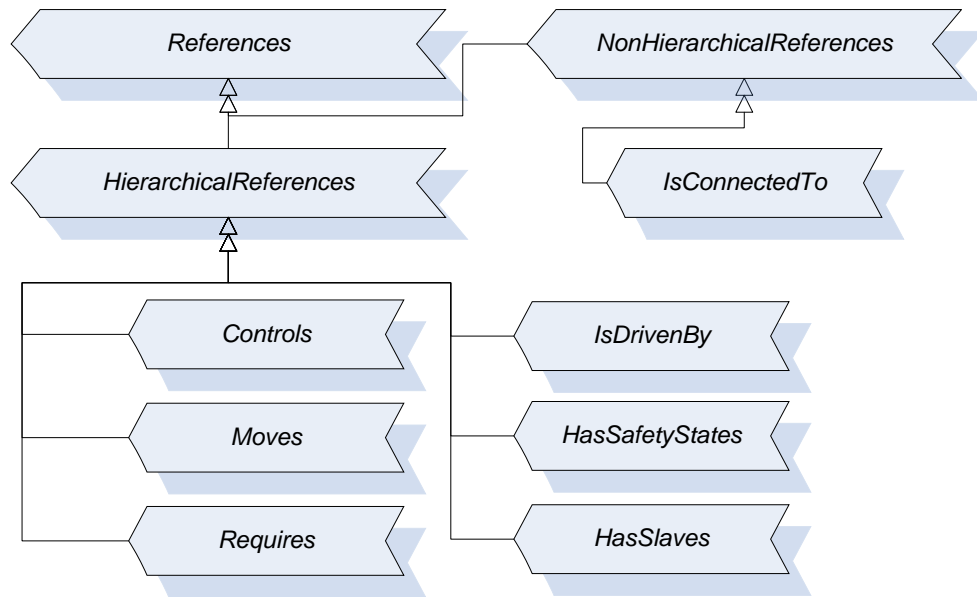 References
NonHierarchicalReferences
HierarchicalReferences
IsConnectedTo
Controls
IsDrivenBy
Moves
HasSafetyStates
Requires
HasSlaves